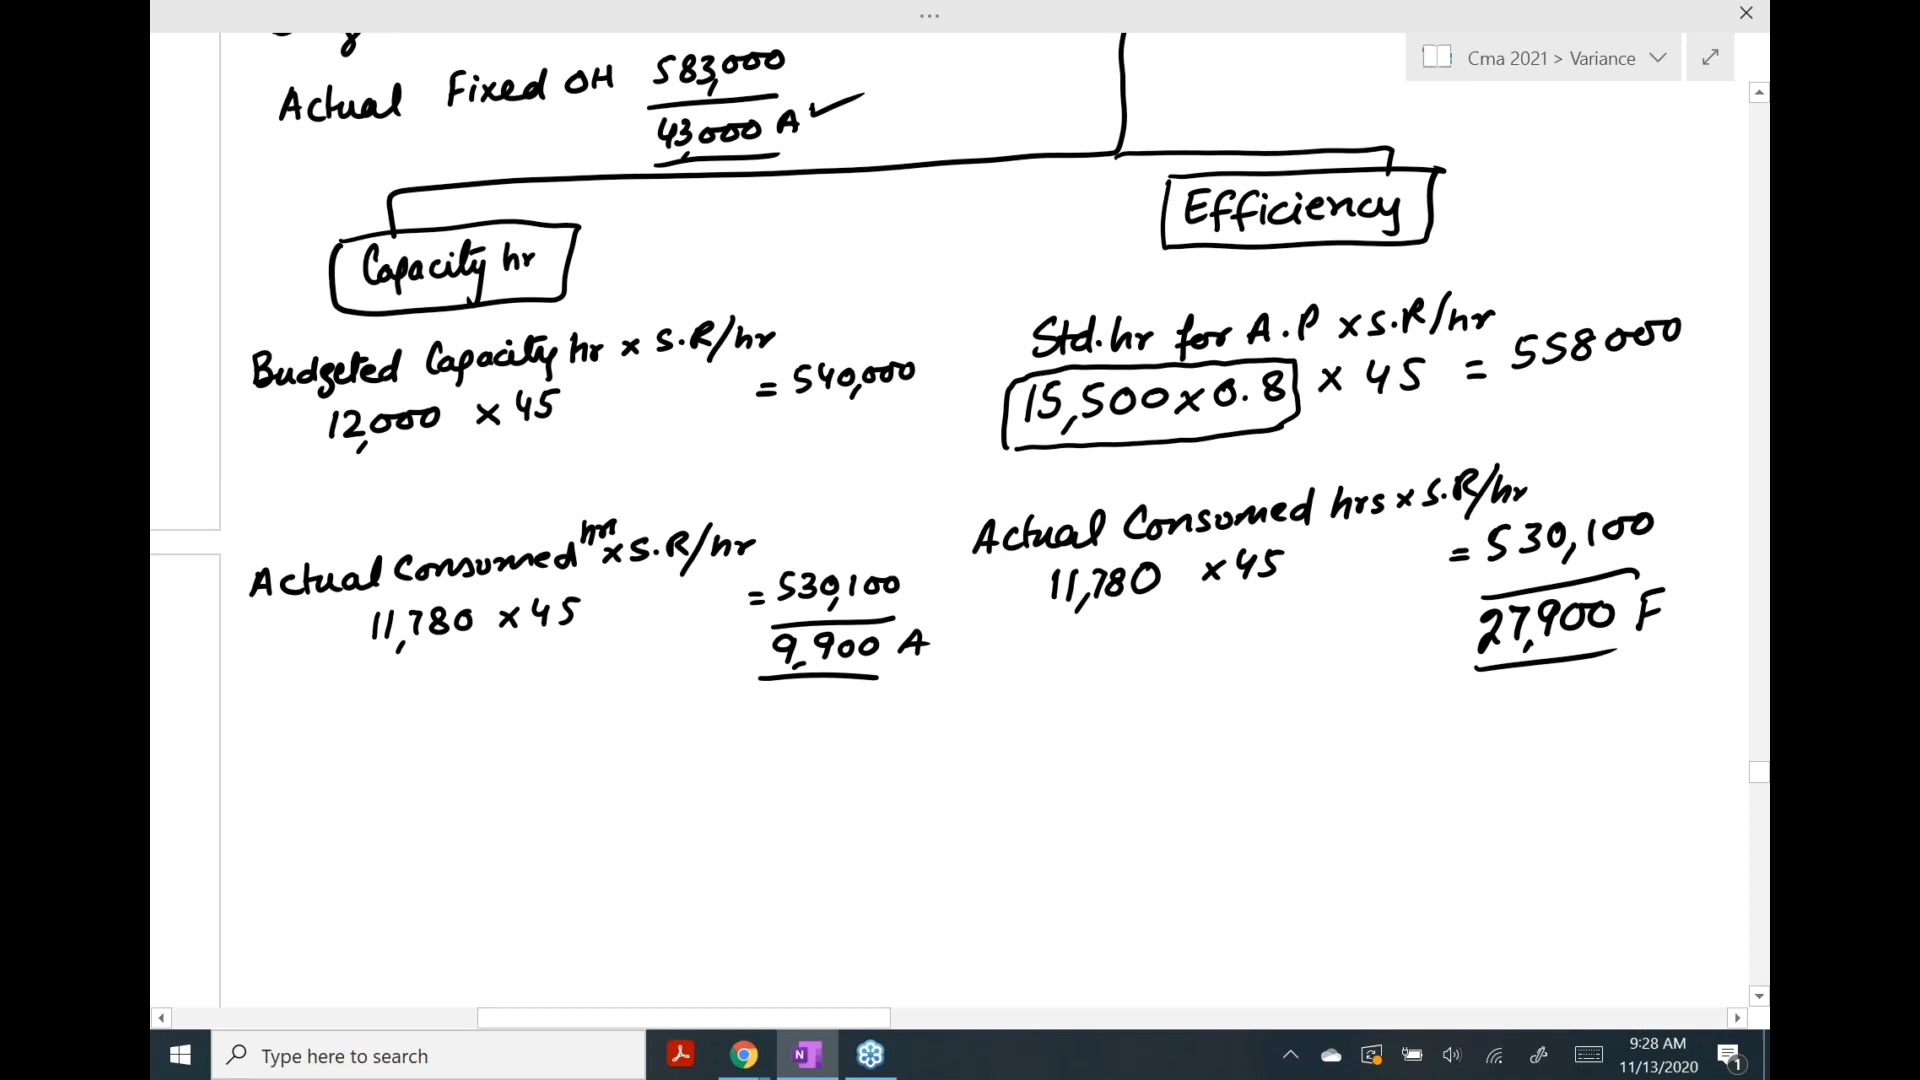 Cma 2021 > Variance
583,000
Actual Fixed OH
43,000 A ✓
Efficiency
Capacity hr
Budgeted Capacity hr x S.R/hr
12,000 x 45 = 540,000
Std.hr for A.P x S.R/hr
15,500 x 0.8 x 45 = 558000
Actual Consumed hrs x S.R/hr
11,780 x 45 = 530,100
9,900 A
Actual Consumed hrs x S.R/hr
11,780 x 45 = 530,100
27,900 F
Type here to search
N
9:28 AM
11/13/2020
1